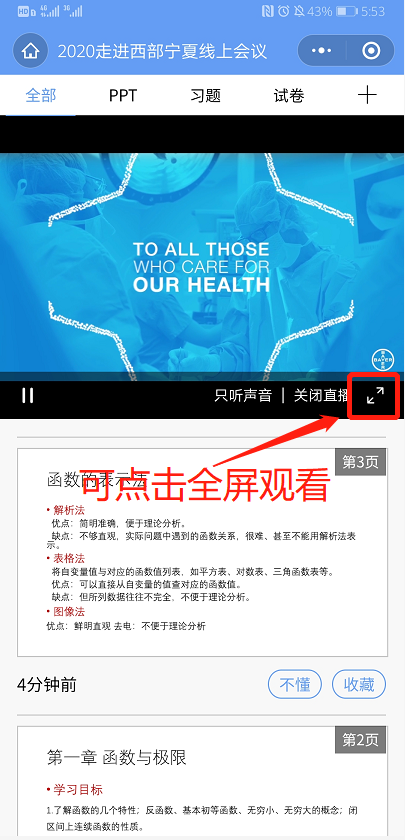 HD 4G 3G 43% 5:53
2020走进西部宁夏线上会议
全部 PPT 习题 试卷
TO ALL THOSE
WHO CARE FOR
OUR HEALTH
BAYER
只听声音 | 关闭直播
第3页
函数的表示法
可点击全屏观看
• 解析法
优点：简明准确，便于理论分析。
缺点：不够直观，实际问题中遇到的函数关系，很难、甚至不能用解析法表
示。
• 表格法
将自变量值与对应的函数值列表，如平方表、对数表、三角函数表等。
优点：可以直接从自变量的值查对应的函数值。
缺点：但所列数据往往不完全，不便于理论分析。
• 图像法
优点：鲜明直观 去电：不便于理论分析
4分钟前 不懂 收藏
第2页
第一章 函数与极限
• 学习目标
1.了解函数的几个特性；反函数、基本初等函数、无穷小、无穷大的概念；闭
区间上连续函数的性质。